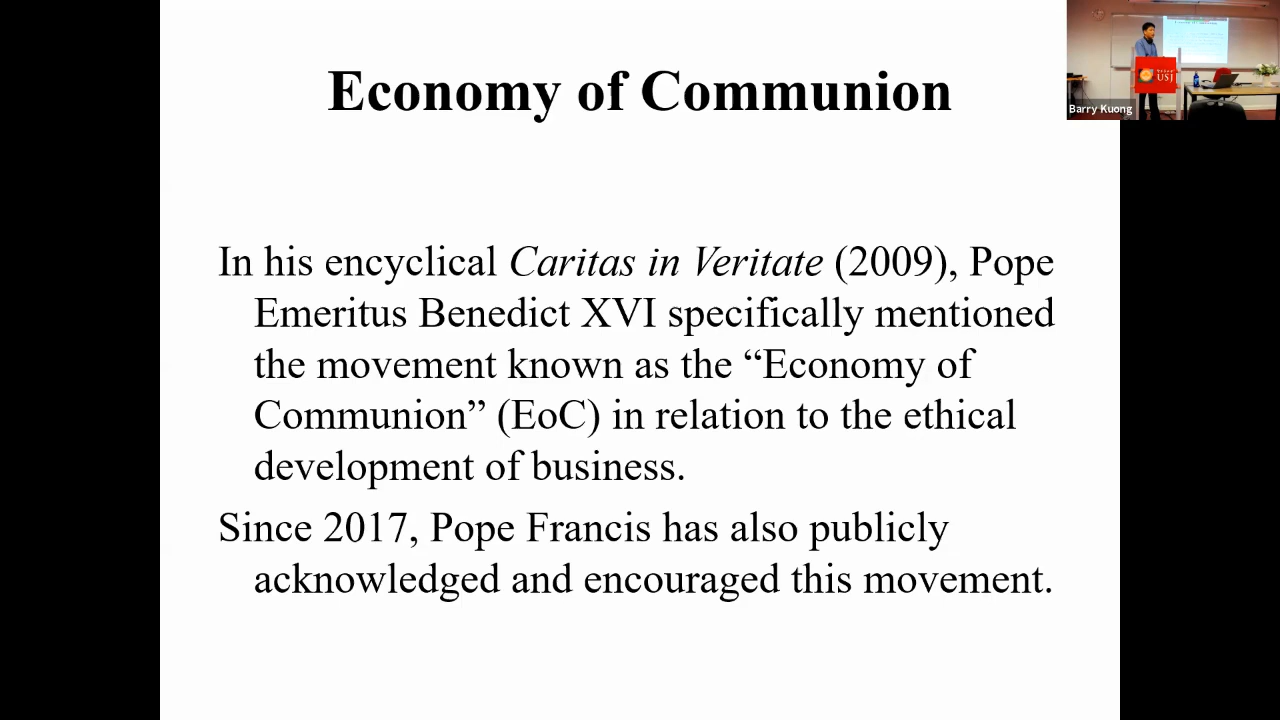 Economy of Communion
In his encyclical Caritas in Veritate (2009), Pope
Emeritus Benedict XVI specifically mentioned
the movement known as the “Economy of
Communion” (EoC) in relation to the ethical
development of business.
Since 2017, Pope Francis has also publicly
acknowledged and encouraged this movement.
USJ
Barry Kuong